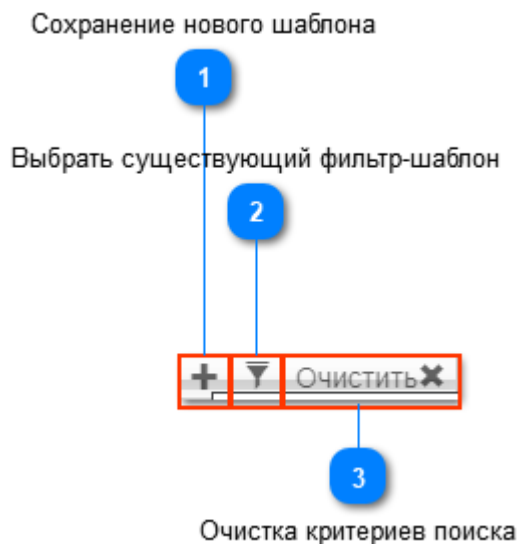 Сохранение нового шаблона
1
Выбрать существующий фильтр-шаблон
2
Очистить
3
Очистка критериев поиска